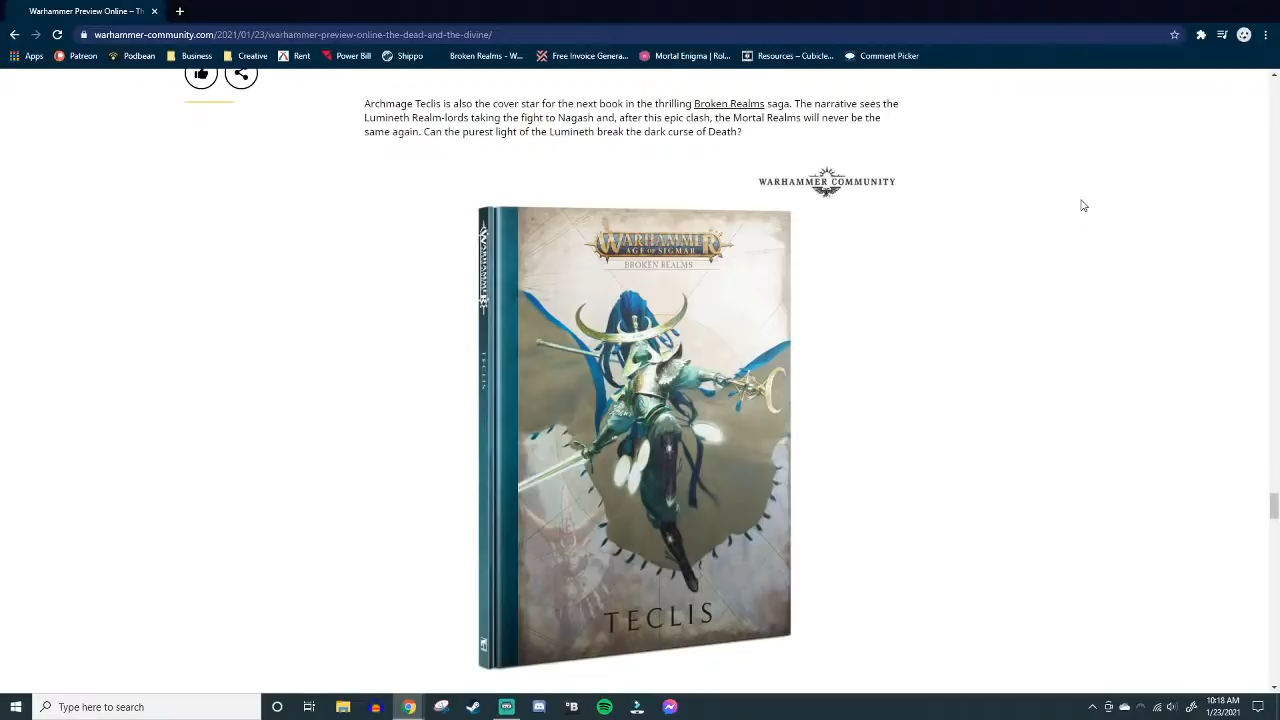 Warhammer Preview Online – Th
warhammer-community.com/2021/01/23/warhammer-preview-online-the-dead-and-the-divine/
Apps Patreon Podbean Business Creative Rent Power Bill Shippo Broken Realms - W... Free Invoice Genera... Mortal Enigma | Rol... Resources – Cubicle... Comment Picker
Archmage Teclis is also the cover star for the next book in the thrilling Broken Realms saga. The narrative sees the
Lumineth Realm-lords taking the fight to Nagash and, after this epic clash, the Mortal Realms will never be the
same again. Can the purest light of the Lumineth break the dark curse of Death?
WARHAMMER COMMUNITY
WARHAMMER
AGE OF SIGMAR
BROKEN REALMS
WARHAMMER
TECLIS
TECLIS
Type here to search
10:18 AM
1/23/2021